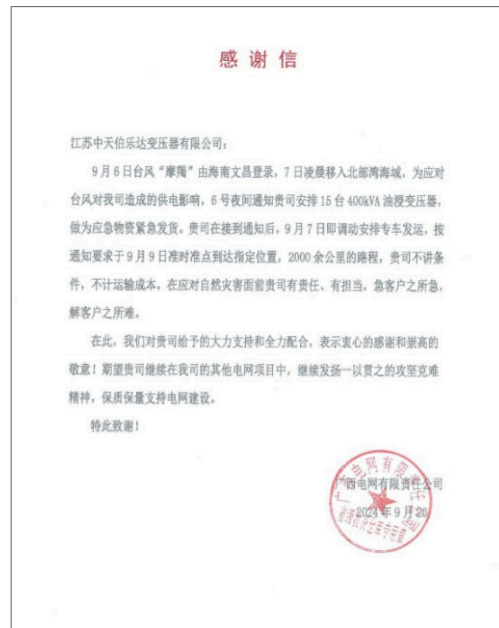 感谢信
江苏中天伯乐达变压器有限公司：
9月6日台风“摩羯”由海南文昌登录，7日凌晨移入北部湾海域，为应对
台风对我司造成的供电影响，6号夜间通知贵司安排15台400kVA油浸变压器，
做为应急物资紧急发货。贵司在接到通知后，9月7日即调动安排专车发运，按
通知要求于9月9日准时准点到达指定位置，2000余公里的路程，贵司不讲条
件，不计运输成本，在应对自然灾害面前贵司有责任、有担当，急客户之所急，
解客户之所难。
在此，我们对贵司给予的大力支持和全力配合，表示衷心的感谢和崇高的
敬意！期望贵司继续在我司的其他电网项目中，继续发扬一以贯之的攻坚克难
精神，保质保量支持电网建设。
特此致谢！
西电网有限责任公司
2024年9月20
广西电网有限责任公司